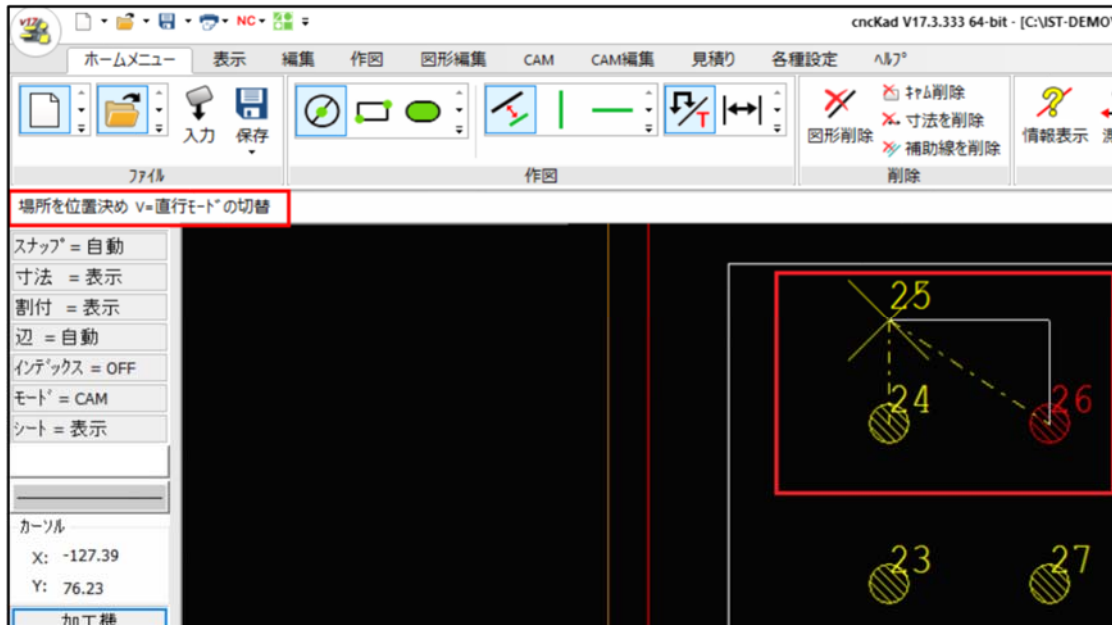 v17
NC
cncKad V17.3.333 64-bit - [C:\IST-DEMO\
ホームメニュー 表示 編集 作図 図形編集 CAM CAM編集 見積り 各種設定 ﾍﾙﾌﾟ
入力 保存 図形削除 ｷｬﾑ削除 寸法を削除 補助線を削除 情報表示
ﾌｧｲﾙ 作図 削除
場所を位置決め V=直行ﾓｰﾄﾞの切替
ｽﾅｯﾌﾟ = 自動
寸法 = 表示
割付 = 表示
辺 = 自動
ｲﾝﾃﾞｯｸｽ = OFF
ﾓｰﾄﾞ = CAM
ｼｰﾄ = 表示
ｶｰｿﾙ
X: -127.39
Y: 76.23
加工機
25
24 26
23 27